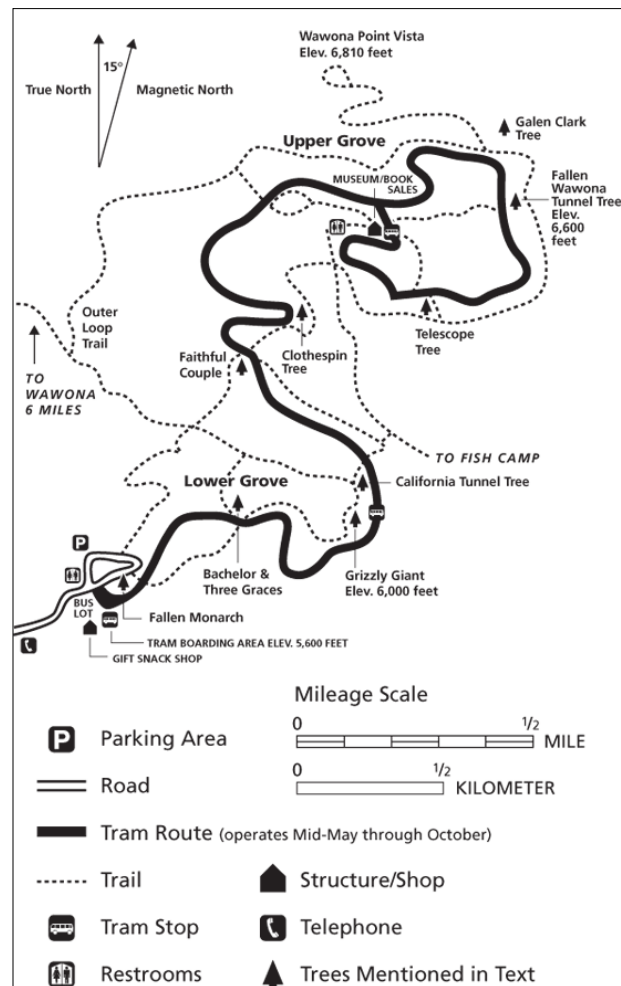 Wawona Point Vista
Elev. 6,810 feet
15°
True North
Magnetic North
Galen Clark
Tree
Upper Grove
MUSEUM/BOOK
SALES
Fallen
Wawona
Tunnel Tree
Elev.
6,600
feet
Outer
Loop
Trail
Telescope
Tree
Faithful
Couple
Clothespin
Tree
TO
WAWONA
6 MILES
TO FISH CAMP
Lower Grove
California Tunnel Tree
P
Bachelor &
Three Graces
Grizzly Giant
Elev. 6,000 feet
BUS
LOT
Fallen Monarch
TRAM BOARDING AREA ELEV. 5,600 FEET
GIFT SNACK SHOP
Mileage Scale
0 1/2
MILE
0 1/2
KILOMETER
P Parking Area
Road
Tram Route (operates Mid-May through October)
Trail
Structure/Shop
Tram Stop
Telephone
Restrooms
Trees Mentioned in Text